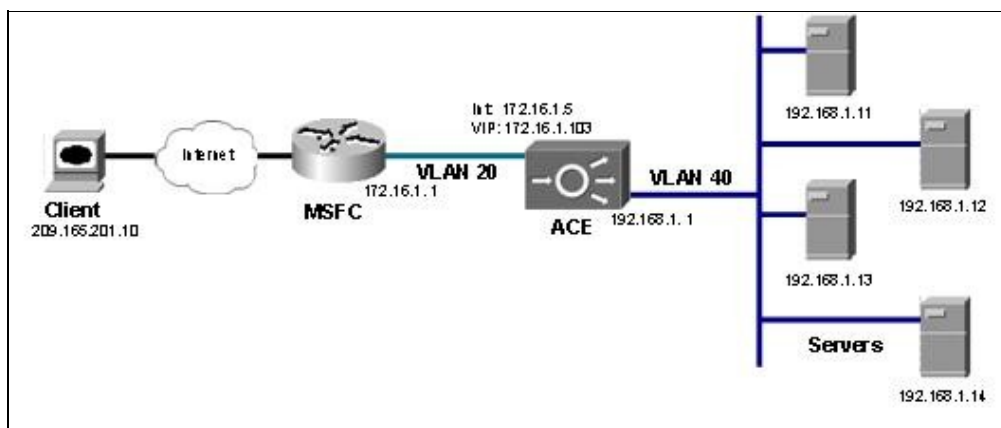 Client
209.165.201.10
Internet
MSFC
172.16.1.1
VLAN 20
Int: 172.16.1.5
VIP: 172.16.1.103
ACE
VLAN 40
192.168.1.1
192.168.1.11
192.168.1.12
192.168.1.13
Servers
192.168.1.14